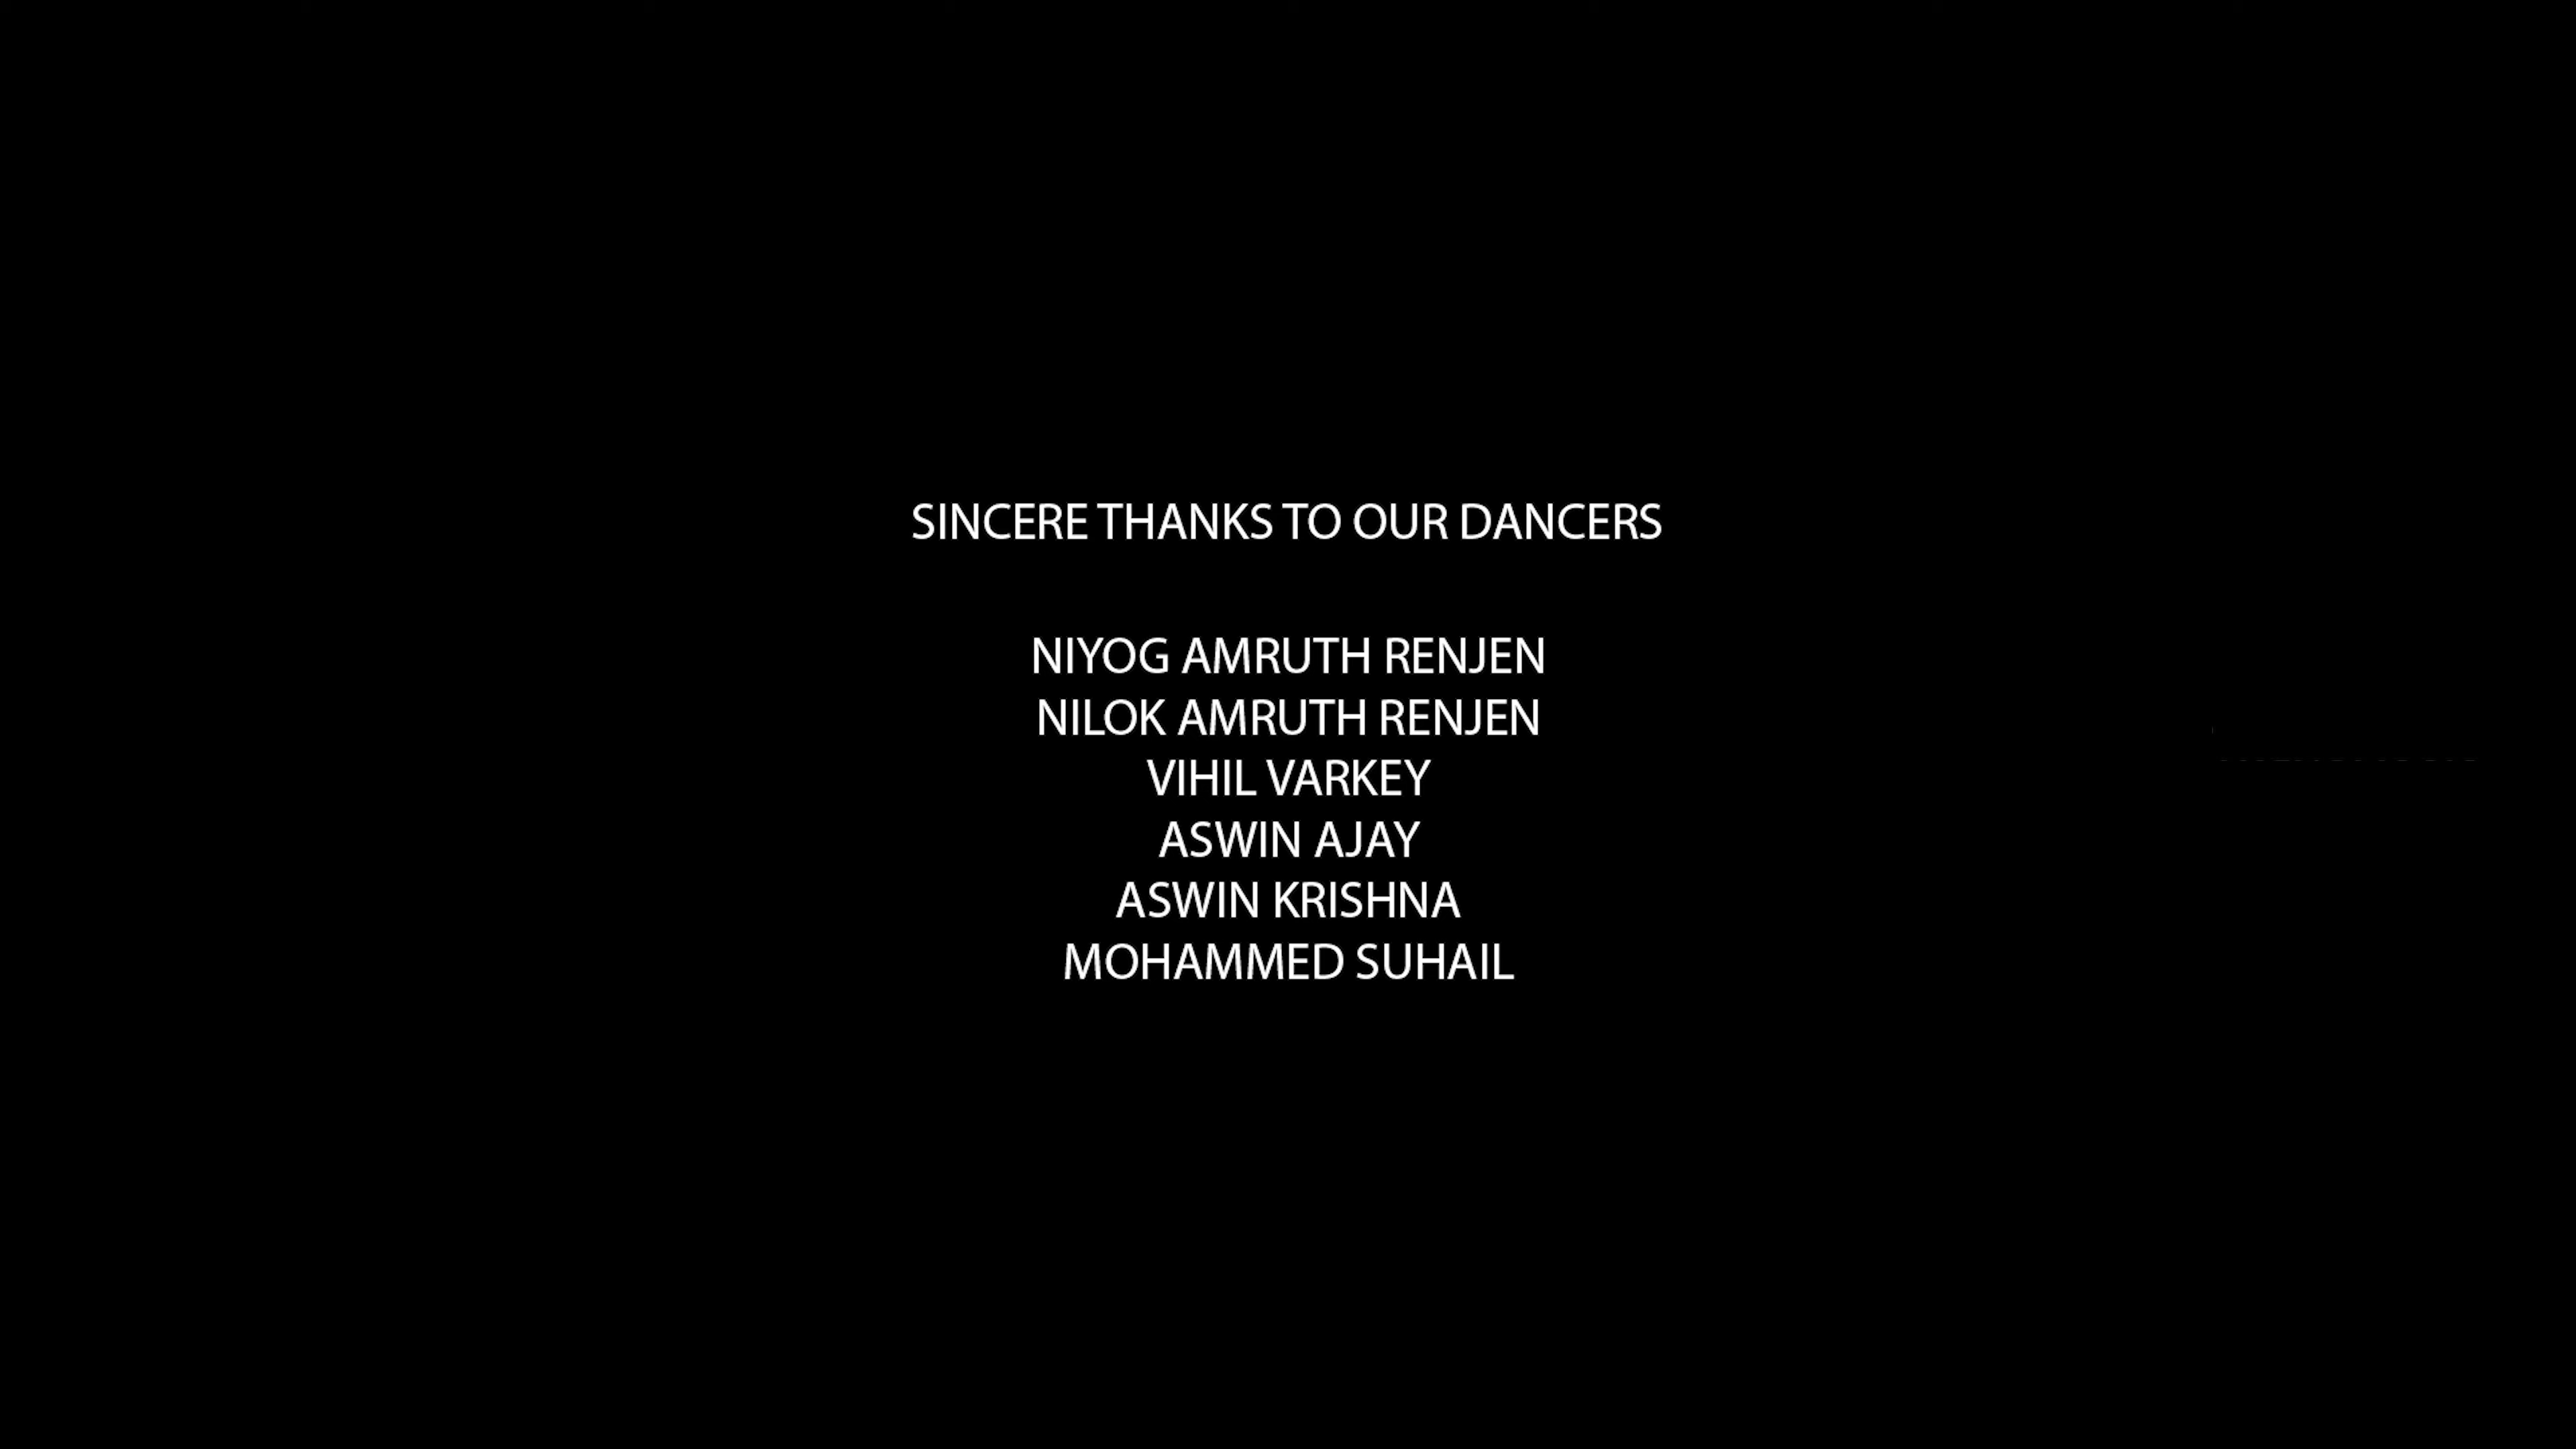 SINCERE THANKS TO OUR DANCERS
NIYOG AMRUTH RENJEN
NILOK AMRUTH RENJEN
VIHIL VARKEY
ASWIN AJAY
ASWIN KRISHNA
MOHAMMED SUHAIL